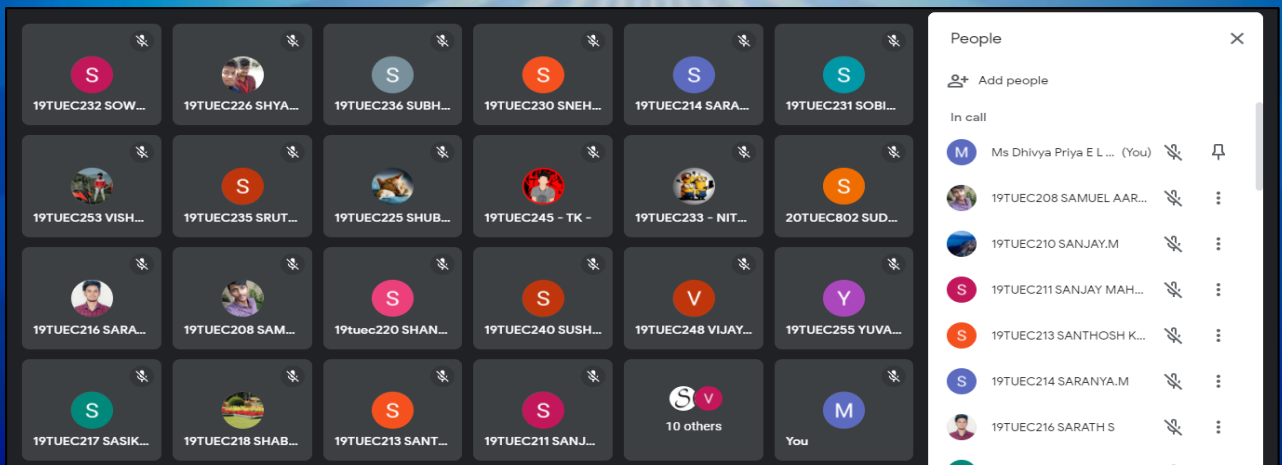 S
S
S
S
S
19TUEC232 SOW...
19TUEC226 SHYA...
19TUEC236 SUBH...
19TUEC230 SNEH...
19TUEC214 SARA...
19TUEC231 SOBI...
S
S
19TUEC253 VISH...
19TUEC235 SRUT...
19TUEC225 SHUB...
19TUEC245 - TK -
19TUEC233 - NIT...
20TUEC802 SUD...
S
S
V
Y
19TUEC216 SARA...
19TUEC208 SAM...
19tuec220 SHAN...
19TUEC240 SUSH...
19TUEC248 VIJAY...
19TUEC255 YUVA...
S
S
S
S V
M
19TUEC217 SASIK...
19TUEC218 SHAB...
19TUEC213 SANT...
19TUEC211 SANJ...
10 others
You
People
Add people
In call
M
Ms Dhivya Priya E L ... (You)
19TUEC208 SAMUEL AAR...
19TUEC210 SANJAY.M
S
19TUEC211 SANJAY MAH...
S
19TUEC213 SANTHOSH K...
S
19TUEC214 SARANYA.M
19TUEC216 SARATH S